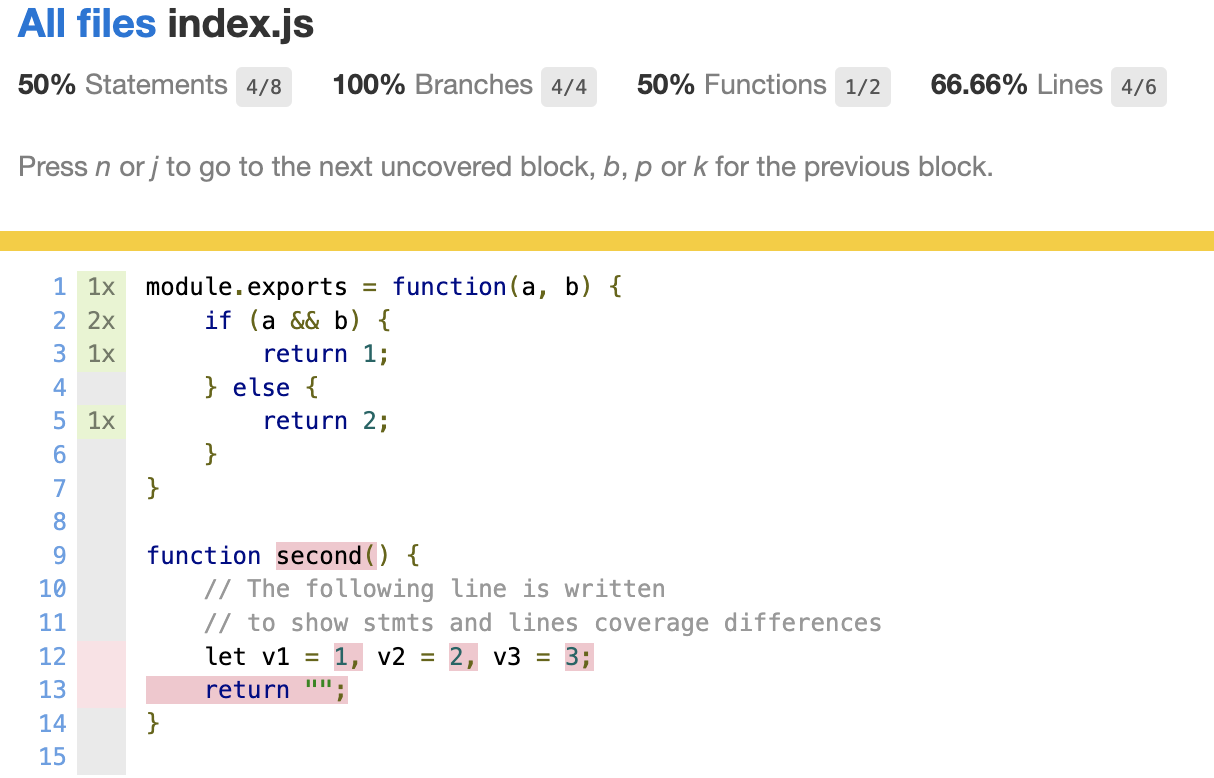 All files index.js
50% Statements 4/8 100% Branches 4/4 50% Functions 1/2 66.66% Lines 4/6
Press n or j to go to the next uncovered block, b, p or k for the previous block.
1 1x module.exports = function(a, b) {
2 2x     if (a && b) {
3 1x         return 1;
4     } else {
5 1x         return 2;
6     }
7 }
8
9 function second() {
10     // The following line is written
11     // to show stmts and lines coverage differences
12     let v1 = 1, v2 = 2, v3 = 3;
13     return "";
14 }
15